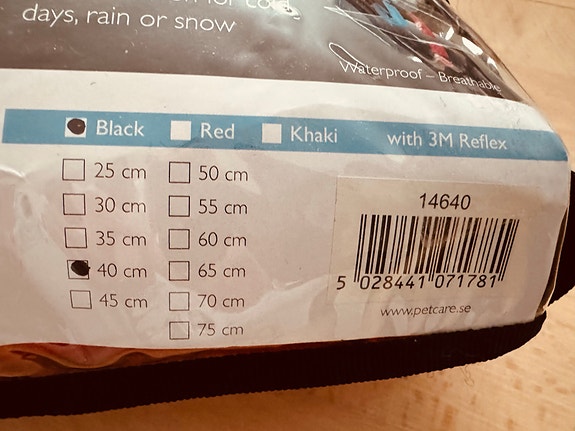 for cold
days, rain or snow
Waterproof – Breathable
Black Red Khaki with 3M Reflex
25 cm 50 cm
30 cm 55 cm
35 cm 60 cm
40 cm 65 cm
45 cm 70 cm
75 cm
14640
5 028441 071781
www.petcare.se